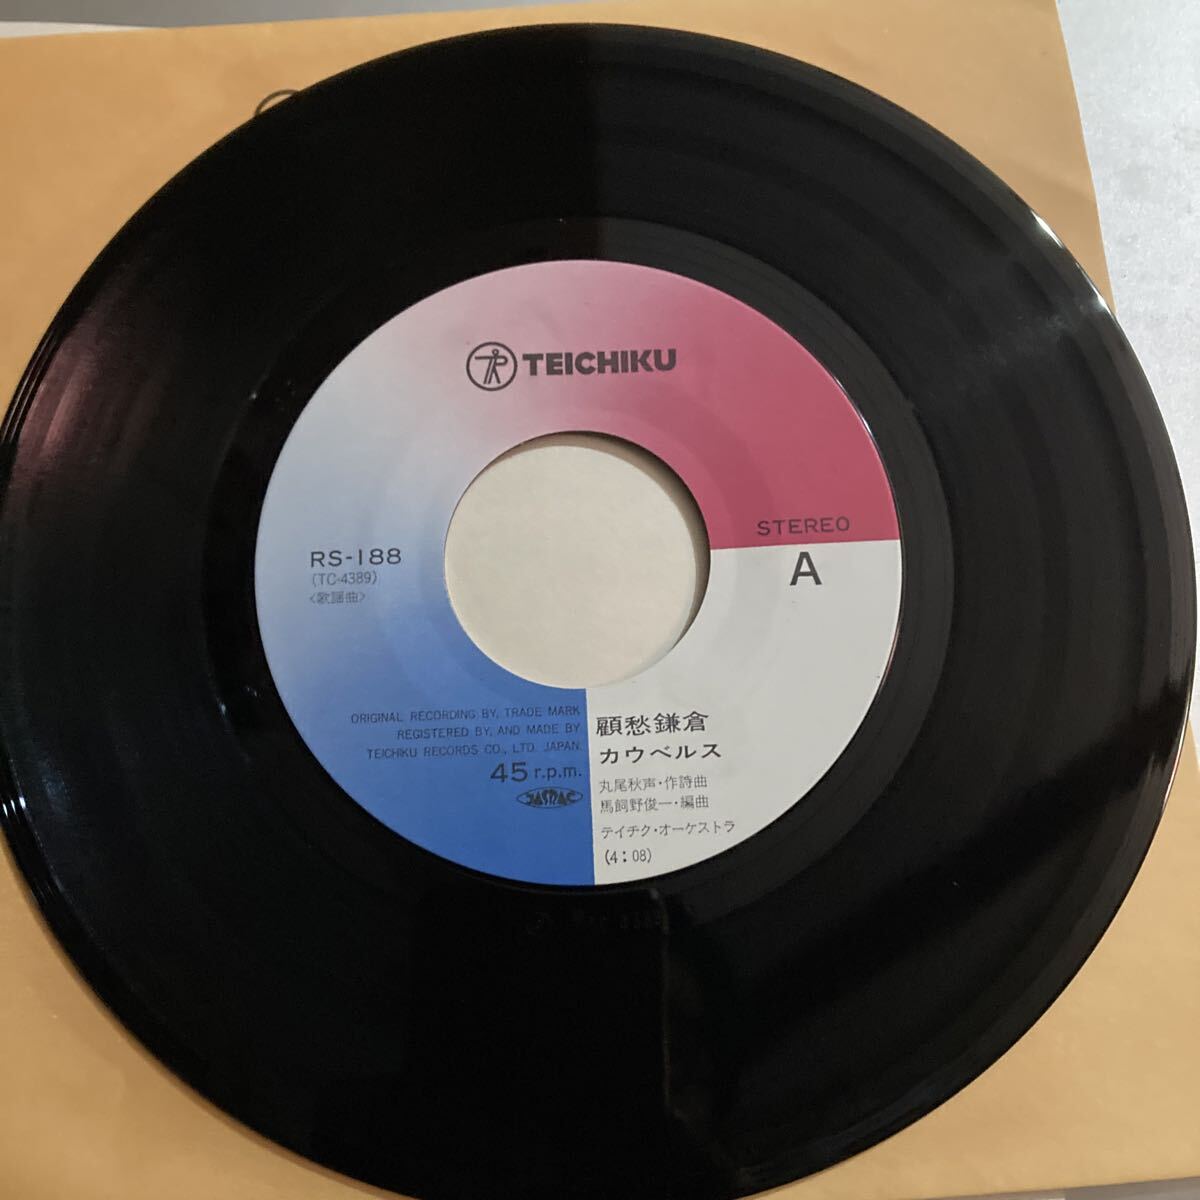 TEICHIKU
STEREO
A
RS-188
(TC-4389)
<歌謡曲>
ORIGINAL RECORDING BY, TRADE MARK
REGISTERED BY, AND MADE BY
TEICHIKU RECORDS CO., LTD. JAPAN.
45 r.p.m.
JASRAC
顧愁鎌倉
カウベルス
丸尾秋声・作詩曲
馬飼野俊一・編曲
テイチク・オーケストラ
(4:08)